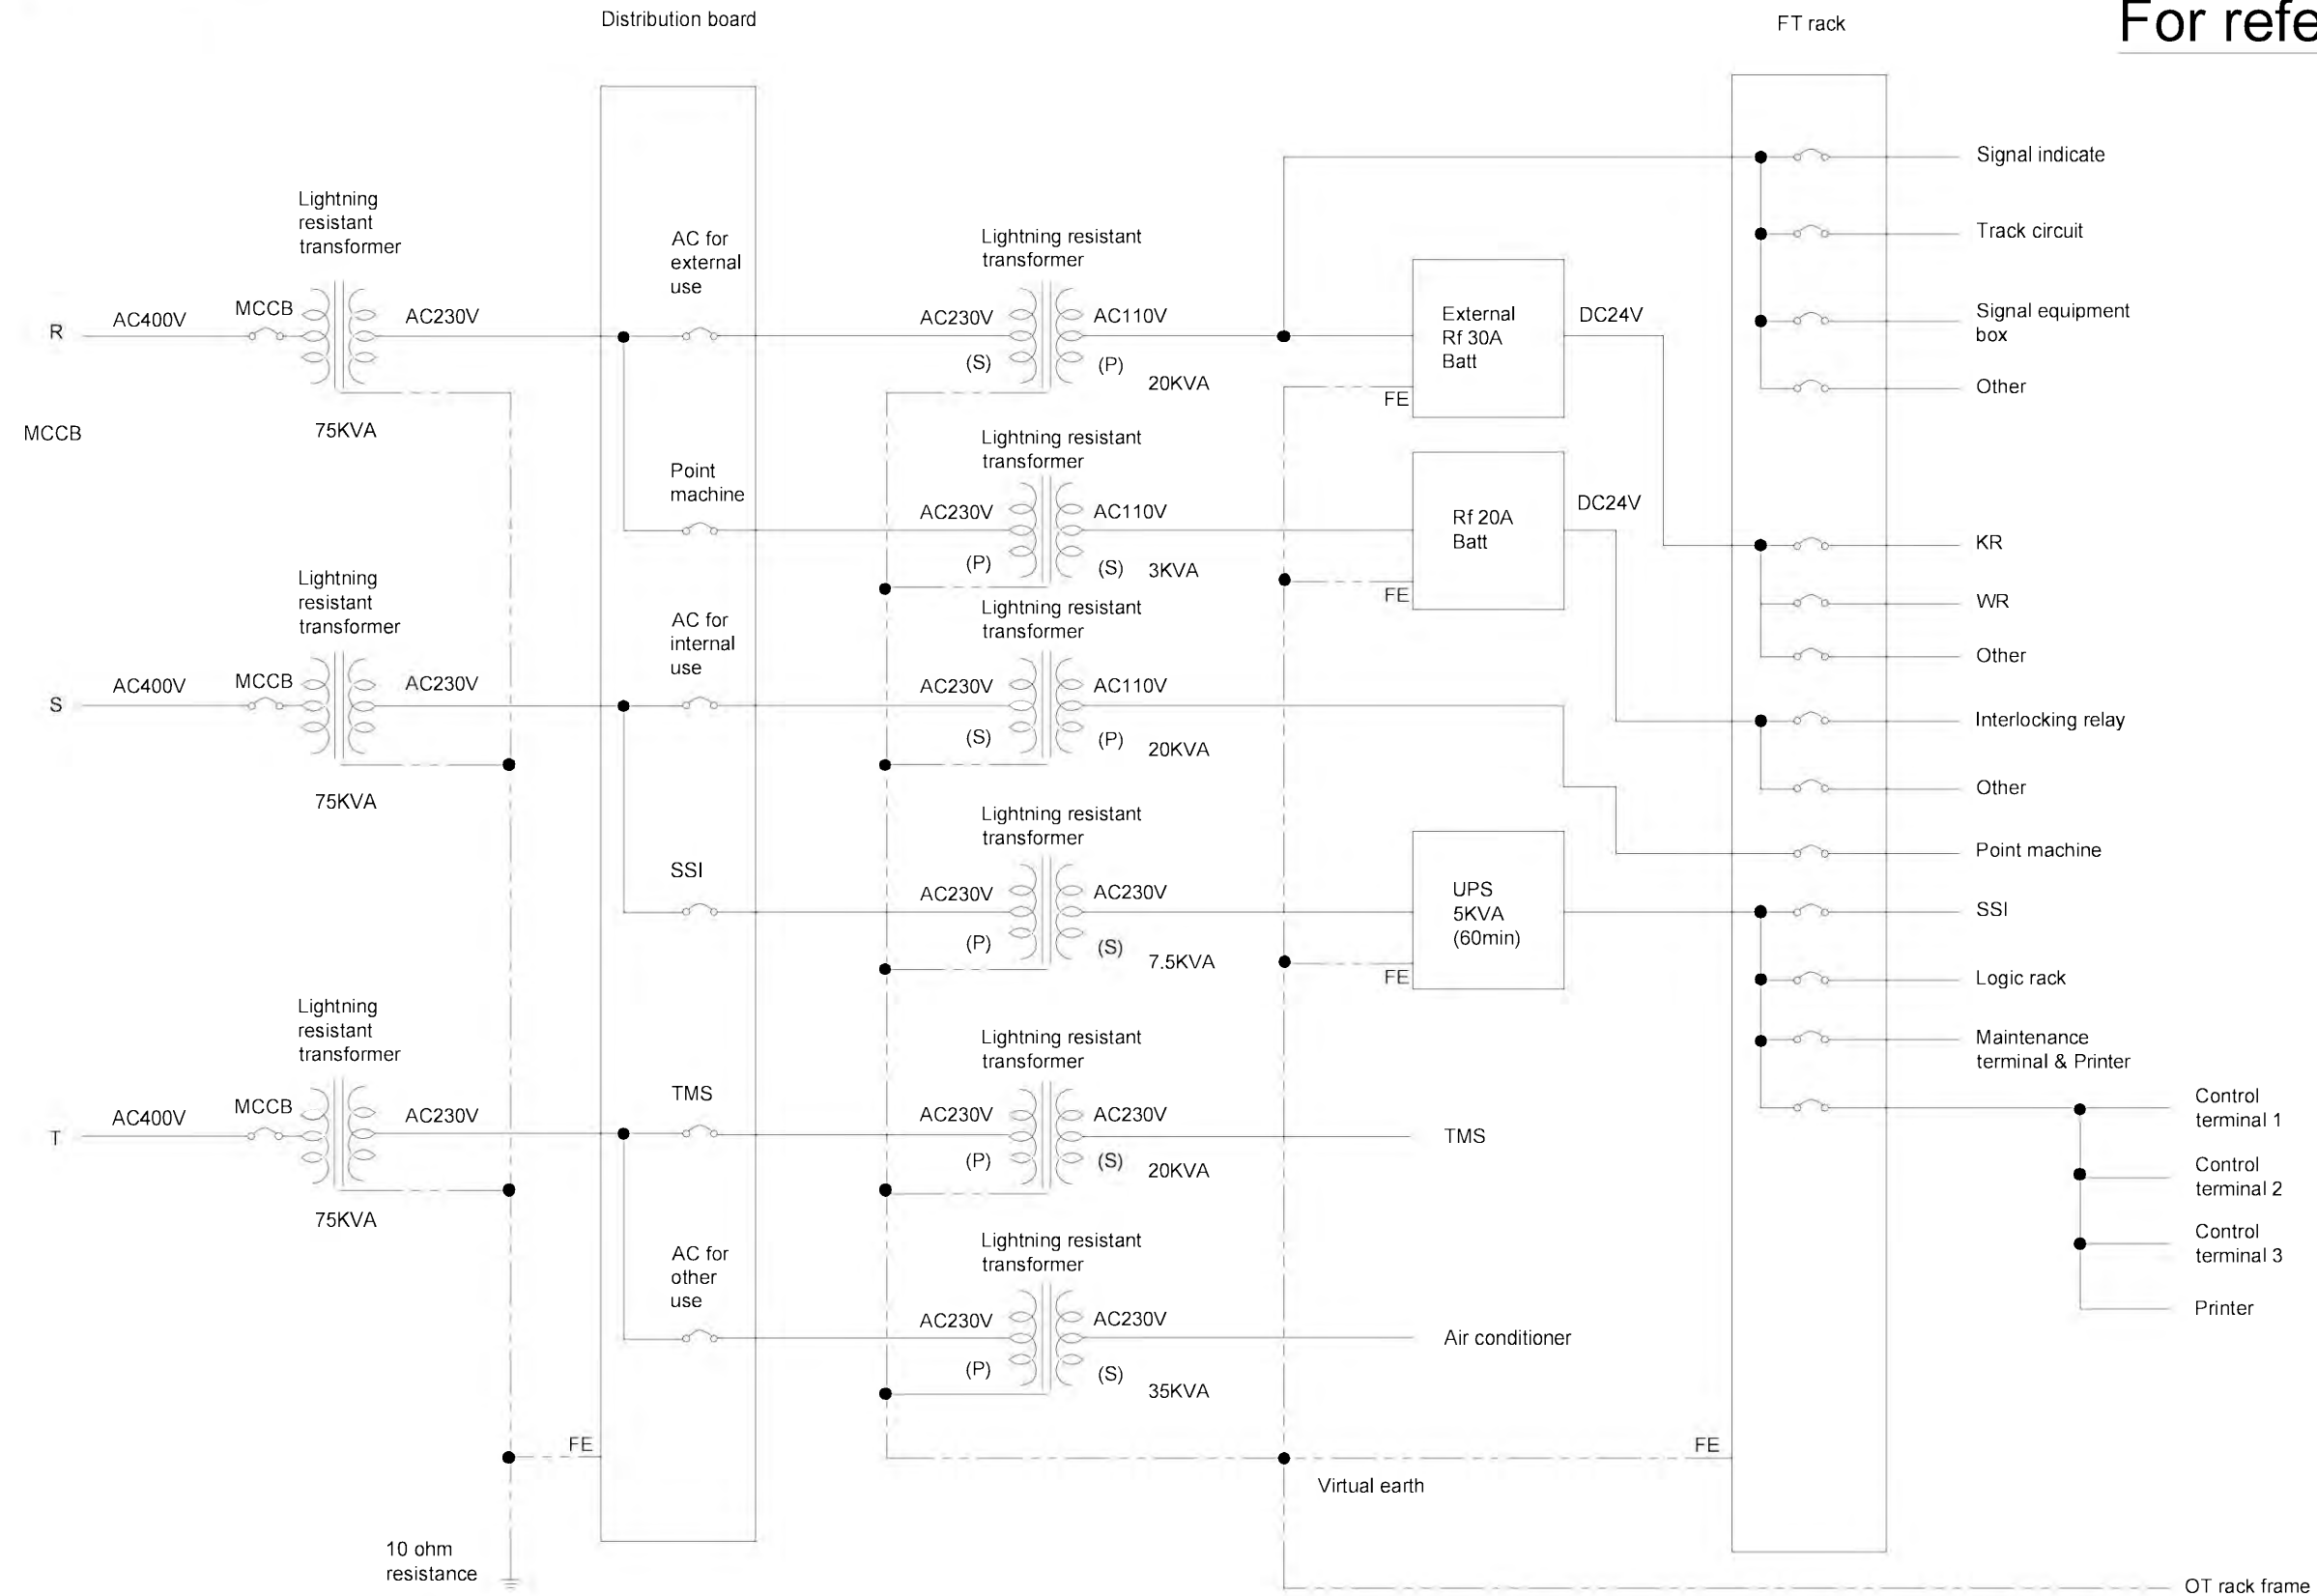 Distribution board
FT rack
For refe
Lightning
resistant
transformer
R
AC400V
MCCB
AC230V
75KVA
MCCB
AC for
external
use
Lightning resistant
transformer
AC230V
AC110V
(S)
(P)
20KVA
External
Rf 30A
Batt
DC24V
FE
Signal indicate
Track circuit
Signal equipment
box
Other
Point
machine
Lightning resistant
transformer
AC230V
AC110V
(P)
(S)
3KVA
Rf 20A
Batt
DC24V
FE
KR
WR
Other
Lightning
resistant
transformer
S
AC400V
MCCB
AC230V
75KVA
AC for
internal
use
Lightning resistant
transformer
AC230V
AC110V
(S)
(P)
20KVA
Interlocking relay
Other
Point machine
SSI
Lightning resistant
transformer
AC230V
AC230V
(P)
(S)
7.5KVA
UPS
5KVA
(60min)
FE
SSI
Logic rack
Maintenance
terminal & Printer
Control
terminal 1
Control
terminal 2
Control
terminal 3
Printer
Lightning
resistant
transformer
T
AC400V
MCCB
AC230V
75KVA
TMS
Lightning resistant
transformer
AC230V
AC230V
(P)
(S)
20KVA
TMS
AC for
other
use
Lightning resistant
transformer
AC230V
AC230V
(P)
(S)
35KVA
Air conditioner
FE
FE
Virtual earth
10 ohm
resistance
OT rack frame